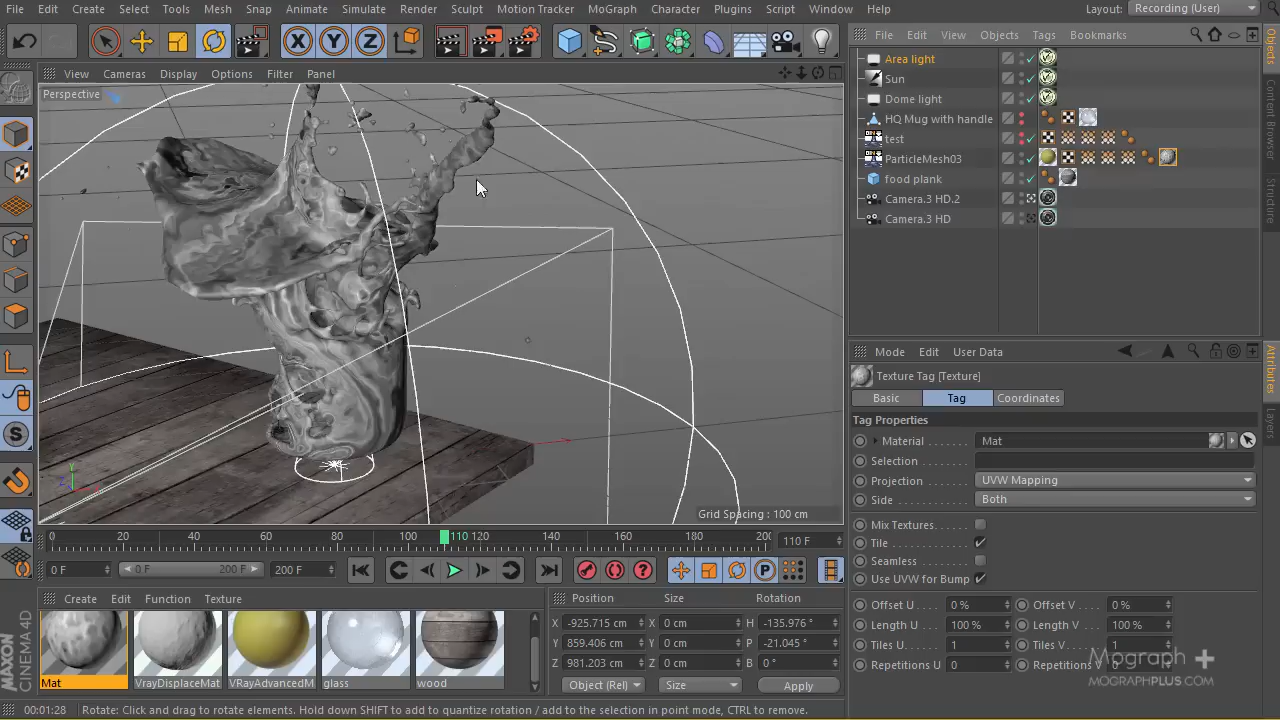 File Edit Create Select Tools Mesh Snap Animate Simulate Render Sculpt Motion Tracker MoGraph Character Plugins Script Window Help Layout: Recording (User)
X Y Z
File Edit View Objects Tags Bookmarks
View Cameras Display Options Filter Panel
Perspective
Area light
Sun
Dome light
HQ Mug with handle
test
ParticleMesh03
food plank
Camera.3 HD.2
Camera.3 HD
Objects
Content Browser
Structure
Mode Edit User Data
Texture Tag [Texture]
Basic Tag Coordinates
Tag Properties
Material Mat
Selection
Projection UVW Mapping
Side Both
Mix Textures
Tile
Seamless
Use UVW for Bump
Offset U 0 % Offset V 0 %
Length U 100 % Length V 100 %
Tiles U 1 Tiles V 1
Repetitions U 0 Repetitions V 0
Attributes
Layers
Mograph +
MOGRAPHPLUS.COM
Y
Z
Grid Spacing : 100 cm
0 20 40 60 80 100 110 120 140 160 180 200 110 F
0 F 0 F 200 F 200 F
Create Edit Function Texture
Mat VrayDisplaceMat VRayAdvancedM glass wood
Position Size Rotation
X -925.715 cm X 0 cm H -135.976 °
Y 859.406 cm Y 0 cm P -21.045 °
Z 981.203 cm Z 0 cm B 0 °
Object (Rel) Size Apply
MAXON
CINEMA 4D
00:01:28 Rotate: Click and drag to rotate elements. Hold down SHIFT to add to quantize rotation / add to the selection in point mode, CTRL to remove.